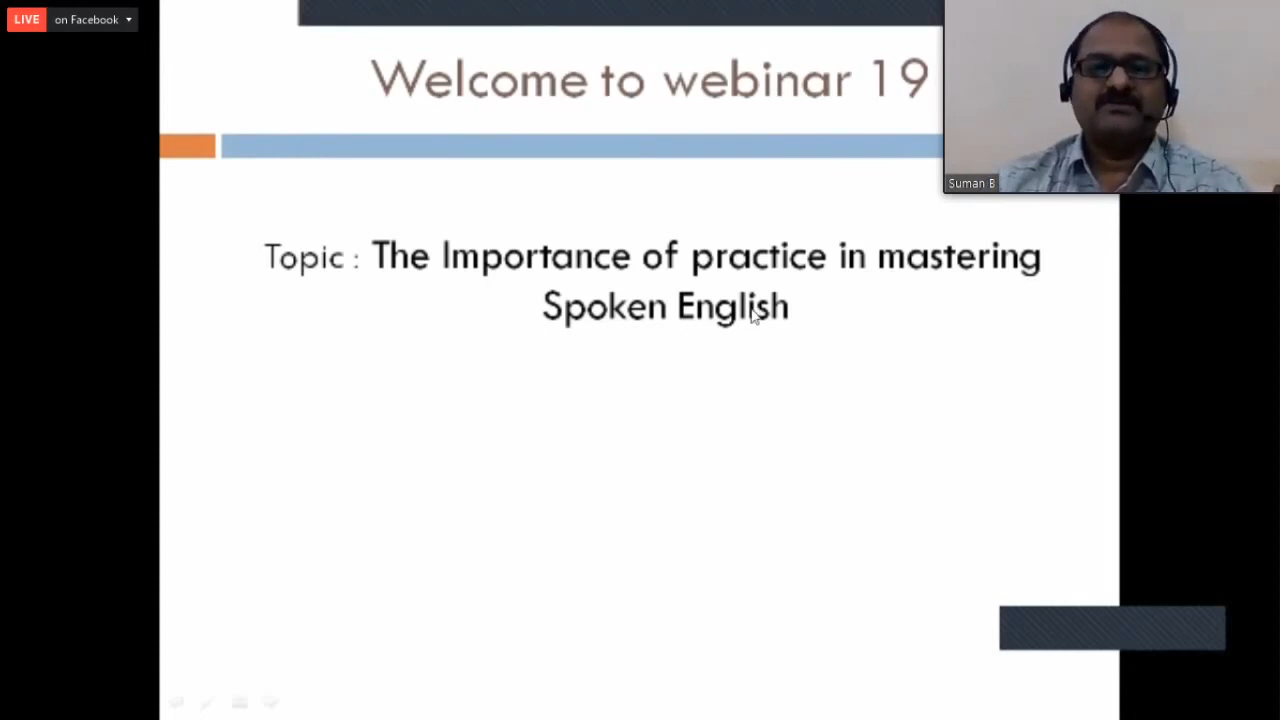 LIVE on Facebook
Welcome to webinar 19
Suman B
Topic : The Importance of practice in mastering
Spoken English